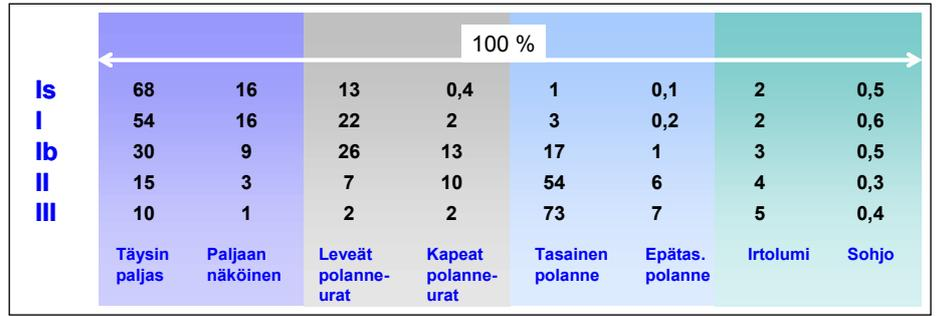 100 %
Is 68 16 13 0,4 1 0,1 2 0,5
I 54 16 22 2 3 0,2 2 0,6
Ib 30 9 26 13 17 1 3 0,5
II 15 3 7 10 54 6 4 0,3
III 10 1 2 2 73 7 5 0,4
Täysin Paljaan Leveät Kapeat Tasainen Epätas. Irtolumi Sohjo
paljas näköinen polanne- polanne- polanne polanne
urat urat